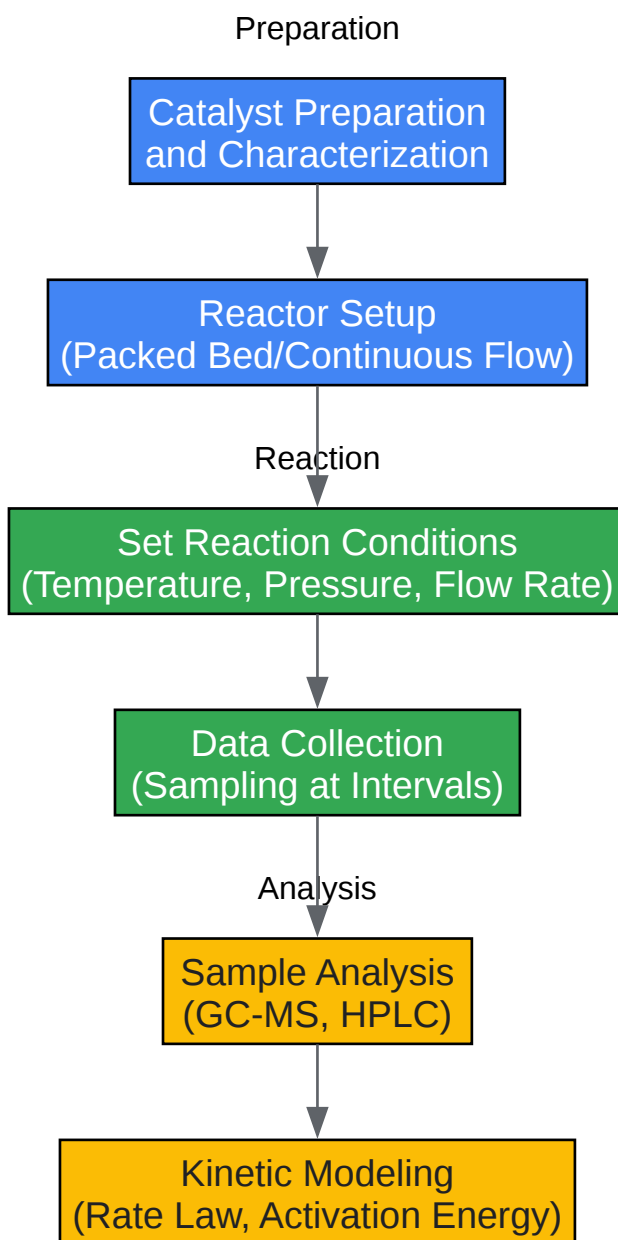 Preparation
Catalyst Preparation
and Characterization
Reactor Setup
(Packed Bed/Continuous Flow)
Reaction
Set Reaction Conditions
(Temperature, Pressure, Flow Rate)
Data Collection
(Sampling at Intervals)
Analysis
Sample Analysis
(GC-MS, HPLC)
Kinetic Modeling
(Rate Law, Activation Energy)